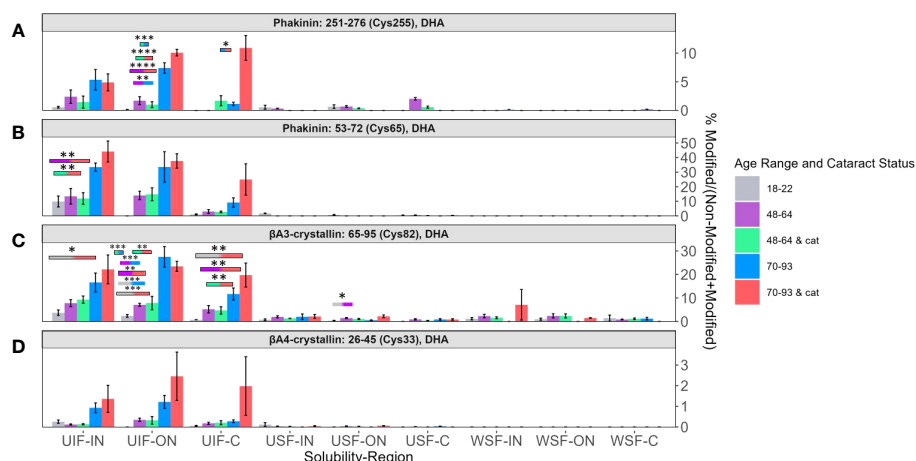 A
Phakinin: 251-276 (Cys255), DHA
***
****
****
**
*
10
5
0
B
Phakinin: 53-72 (Cys65), DHA
**
**
50
40
30
20
10
0
C
βA3-crystallin: 65-95 (Cys82), DHA
*
*** **
***
**
***
***
**
**
**
*
30
20
10
0
D
βA4-crystallin: 26-45 (Cys33), DHA
3
2
1
0
UIF-IN UIF-ON UIF-C USF-IN USF-ON USF-C WSF-IN WSF-ON WSF-C
Solubility-Region
% Modified/(Non-Modified+Modified)
Age Range and Cataract Status
18-22
48-64
48-64 & cat
70-93
70-93 & cat